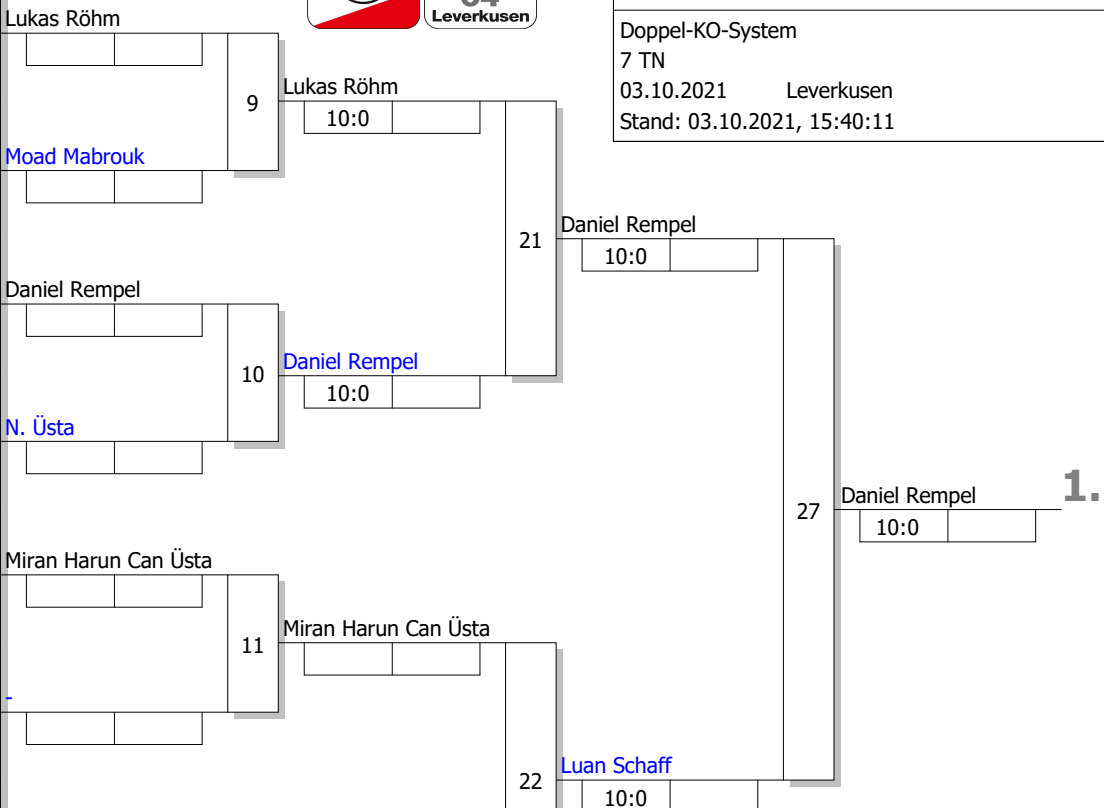 Leverkusen
Doppel-KO-System
7 TN
03.10.2021 Leverkusen
Stand: 03.10.2021, 15:40:11
Lukas Röhm
9
Lukas Röhm
10:0
Moad Mabrouk
21
Daniel Rempel
10:0
Daniel Rempel
10
Daniel Rempel
10:0
N. Üsta
27
Daniel Rempel
1.
10:0
Miran Harun Can Üsta
11
Miran Harun Can Üsta
-
22
Luan Schaff
10:0